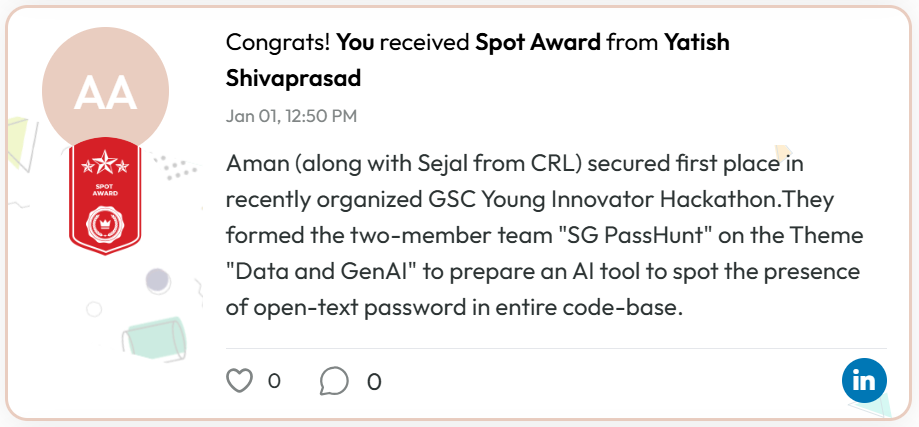 AA
SPOT
AWARD
Congrats! You received Spot Award from Yatish
Shivaprasad
Jan 01, 12:50 PM
Aman (along with Sejal from CRL) secured first place in
recently organized GSC Young Innovator Hackathon.They
formed the two-member team "SG PassHunt" on the Theme
"Data and GenAI" to prepare an AI tool to spot the presence
of open-text password in entire code-base.
0 0 in